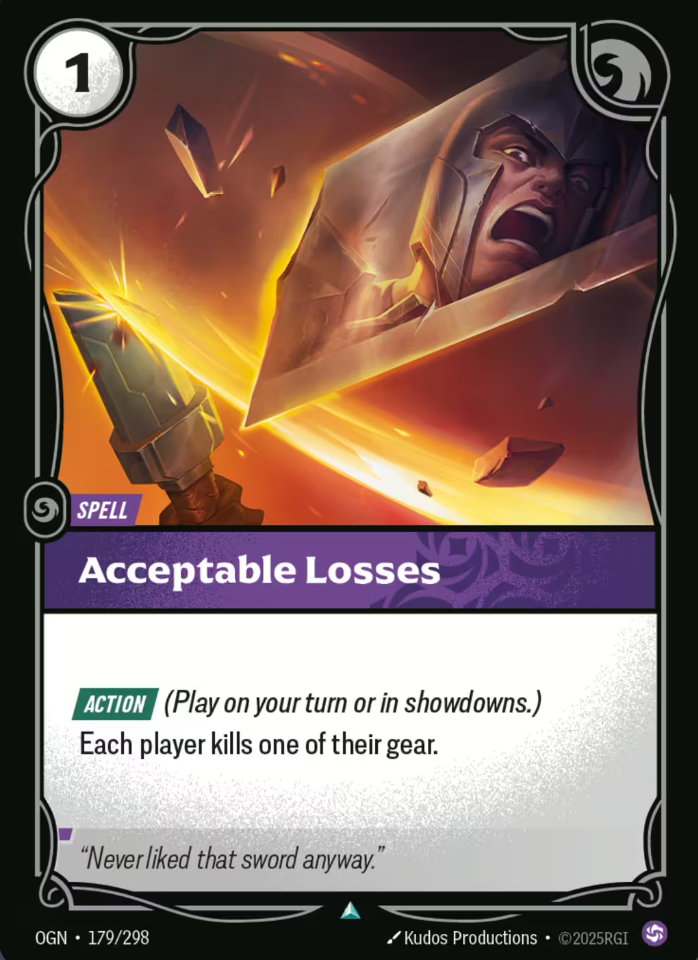 1
SPELL
Acceptable Losses
ACTION (Play on your turn or in showdowns.)
Each player kills one of their gear.
“Never liked that sword anyway.”
OGN • 179/298
Kudos Productions • ©2025RGI